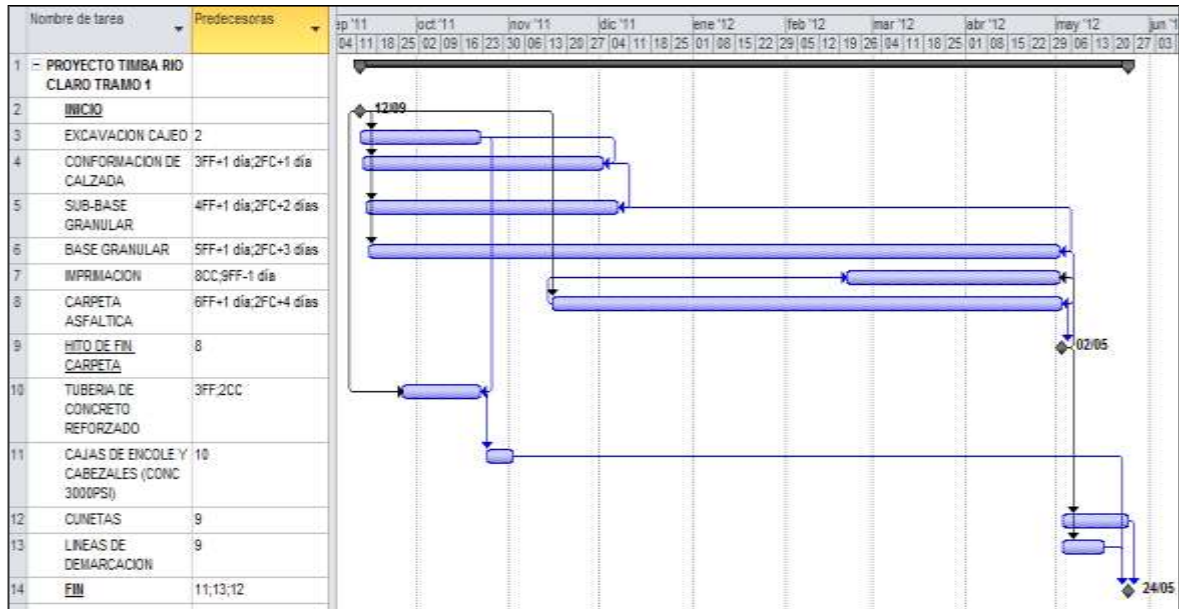 Nombre de tarea Predecesoras ep '11 oct '11 nov '11 dic '11 ene '12 feb '12 mar '12 abr '12 may '12 jun '1
04 11 18 25 02 09 16 23 30 06 13 20 27 04 11 18 25 01 08 15 22 29 05 12 19 26 04 11 18 25 01 08 15 22 29 06 13 20 27 03
1 PROYECTO TIMBA RIO
CLARO TRAMO 1
2 INICIO 12/09
3 EXCAVACION CAJEO 2
4 CONFORMACION DE 3FF+1 día;2FC+1 día
CALZADA
5 SUB-BASE 4FF+1 día;2FC+2 días
GRANULAR
6 BASE GRANULAR 5FF+1 día;2FC+3 días
7 IMPRIMACION 8CC;9FF-1 día
8 CARPETA 6FF+1 día;2FC+4 días
ASFALTICA
9 HITO DE FIN 8 02/05
CARPETA
10 TUBERIA DE 3FF;2CC
CONCRETO
REFORZADO
11 CAJAS DE ENCOLE Y 10
CABEZALES (CONC
3000PSI)
12 CUNETAS 9
13 LINEAS DE 9
DEMARCACION
14 FIN 11;13;12 24/05